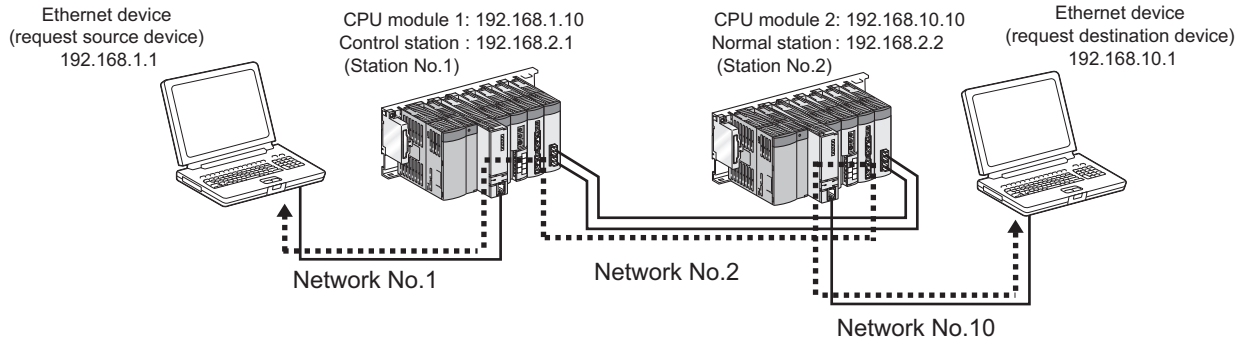 Ethernet device
(request source device)
192.168.1.1
CPU module 1: 192.168.1.10
Control station : 192.168.2.1
(Station No.1)
CPU module 2: 192.168.10.10
Normal station : 192.168.2.2
(Station No.2)
Ethernet device
(request destination device)
192.168.10.1
Network No.1
Network No.2
Network No.10